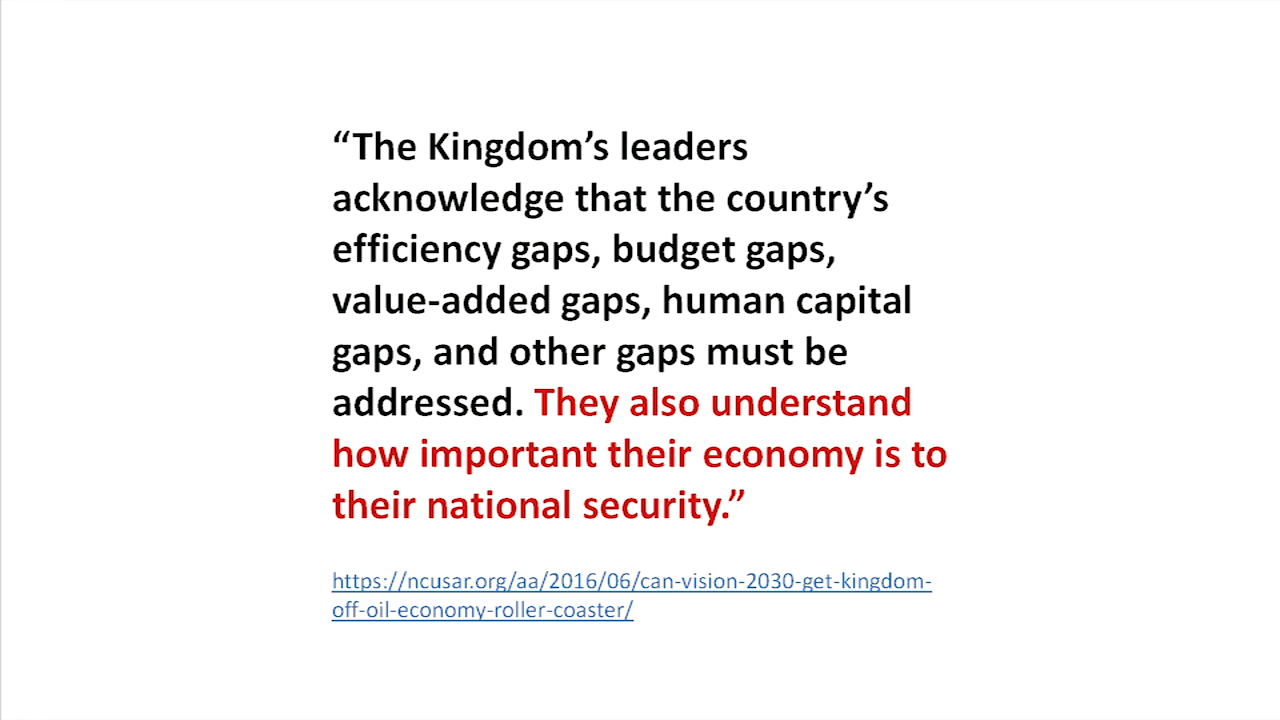 “The Kingdom’s leaders
acknowledge that the country’s
efficiency gaps, budget gaps,
value-added gaps, human capital
gaps, and other gaps must be
addressed. They also understand
how important their economy is to
their national security.”
https://ncusar.org/aa/2016/06/can-vision-2030-get-kingdom-
off-oil-economy-roller-coaster/